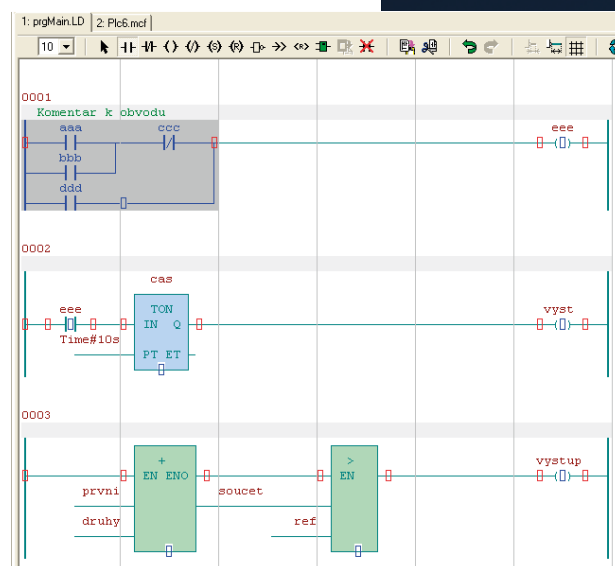 1: prgMain.LD 2: Plc6.mcf
10
0001
Komentar k obvodu
aaa ccc eee
bbb
ddd
0002
cas
eee TON vyst
IN Q
Time#10s
PT ET
0003
+ > vystup
EN ENO EN
prvni soucet
druhy ref